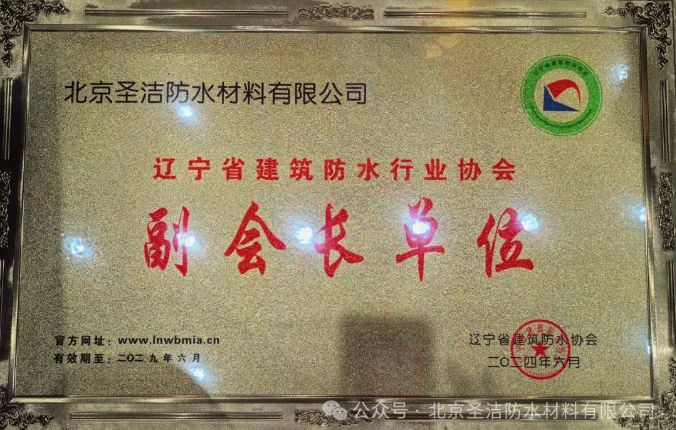 北京圣洁防水材料有限公司
辽宁省建筑防水行业协会
副会长单位
官方网址：www.lnwbmia.cn
有效期至：二〇二九年六月
辽宁省建筑防水协会
二〇二四年六月
公众号 · 北京圣洁防水材料有限公司